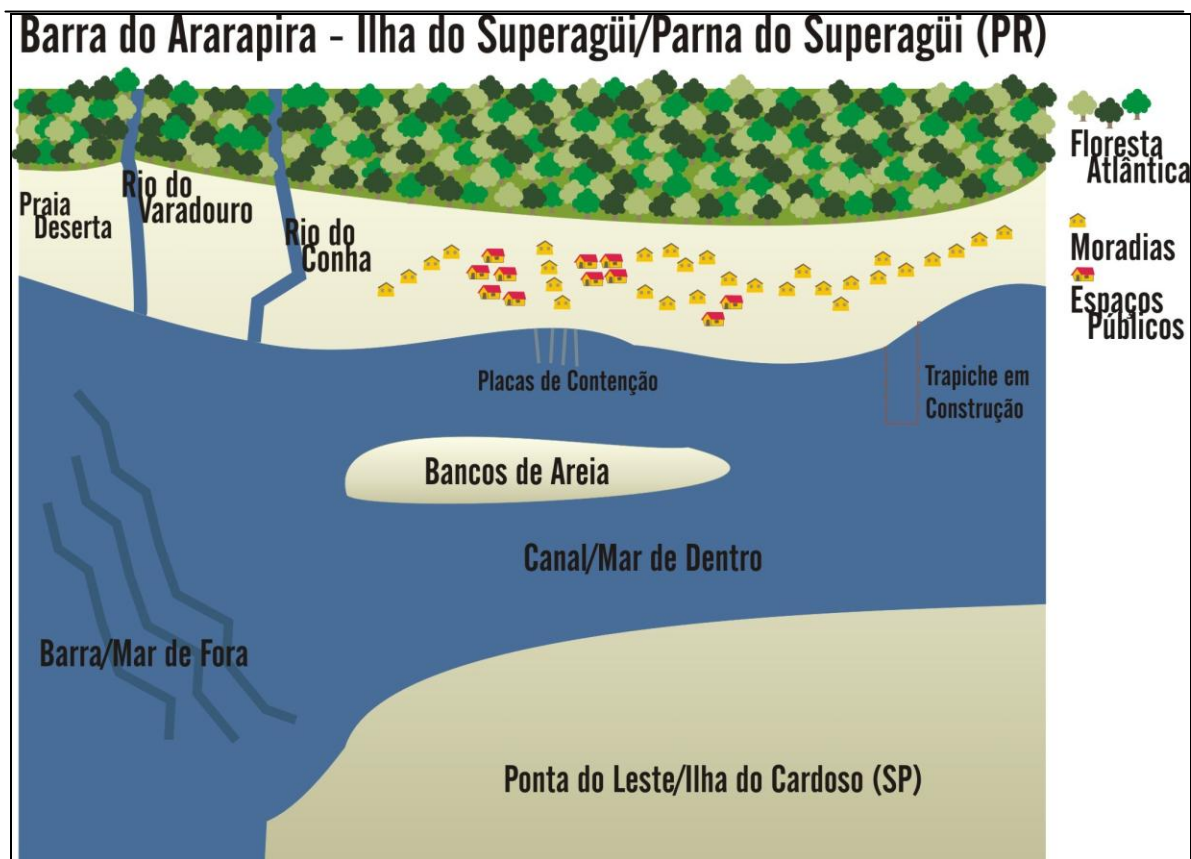 Barra do Ararapira - Ilha do Superagüi/Parna do Superagüi (PR)
Floresta
Atlântica
Praia
Deserta
Rio do
Varadouro
Rio do
Conha
Moradias
Espaços
Públicos
Placas de Contenção
Trapiche em
Construção
Bancos de Areia
Canal/Mar de Dentro
Barra/Mar de Fora
Ponta do Leste/Ilha do Cardoso (SP)